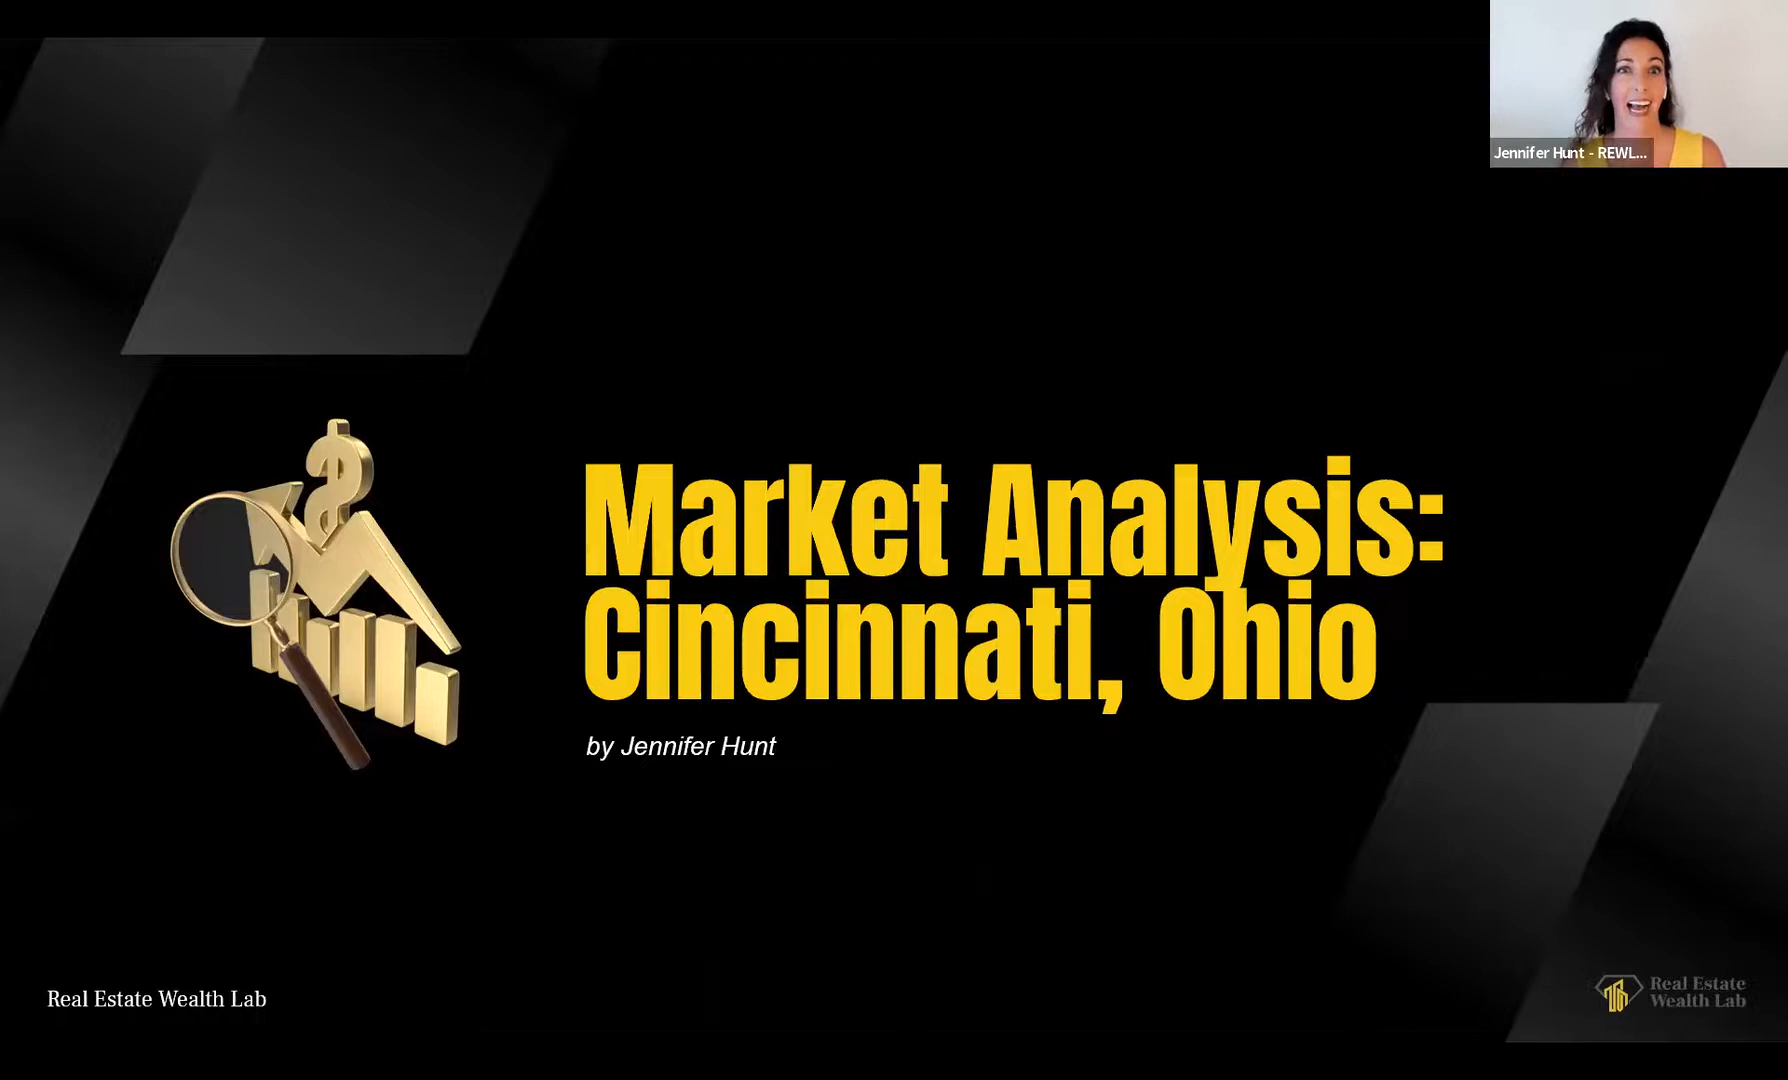 Jennifer Hunt - REWL...
Market Analysis:
Cincinnati, Ohio
by Jennifer Hunt
Real Estate Wealth Lab
Real Estate
Wealth Lab